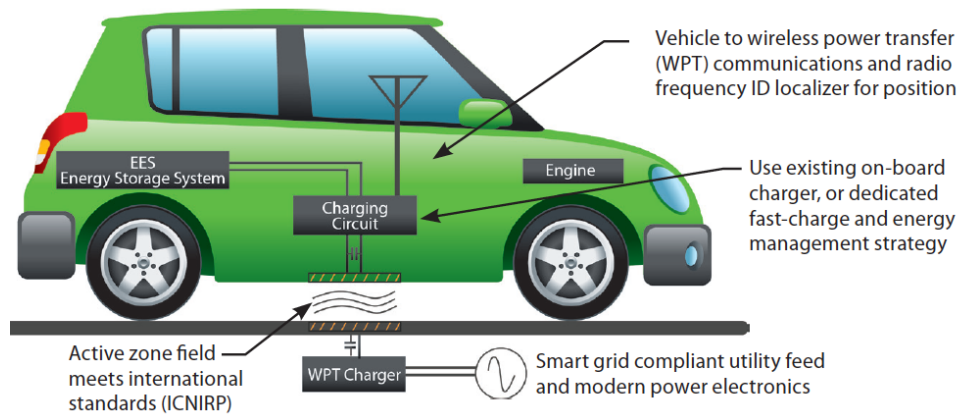 Vehicle to wireless power transfer
(WPT) communications and radio
frequency ID localizer for position
EES
Energy Storage System
Engine
Charging
Circuit
Use existing on-board
charger, or dedicated
fast-charge and energy
management strategy
Active zone field
meets international
standards (ICNIRP)
WPT Charger
Smart grid compliant utility feed
and modern power electronics